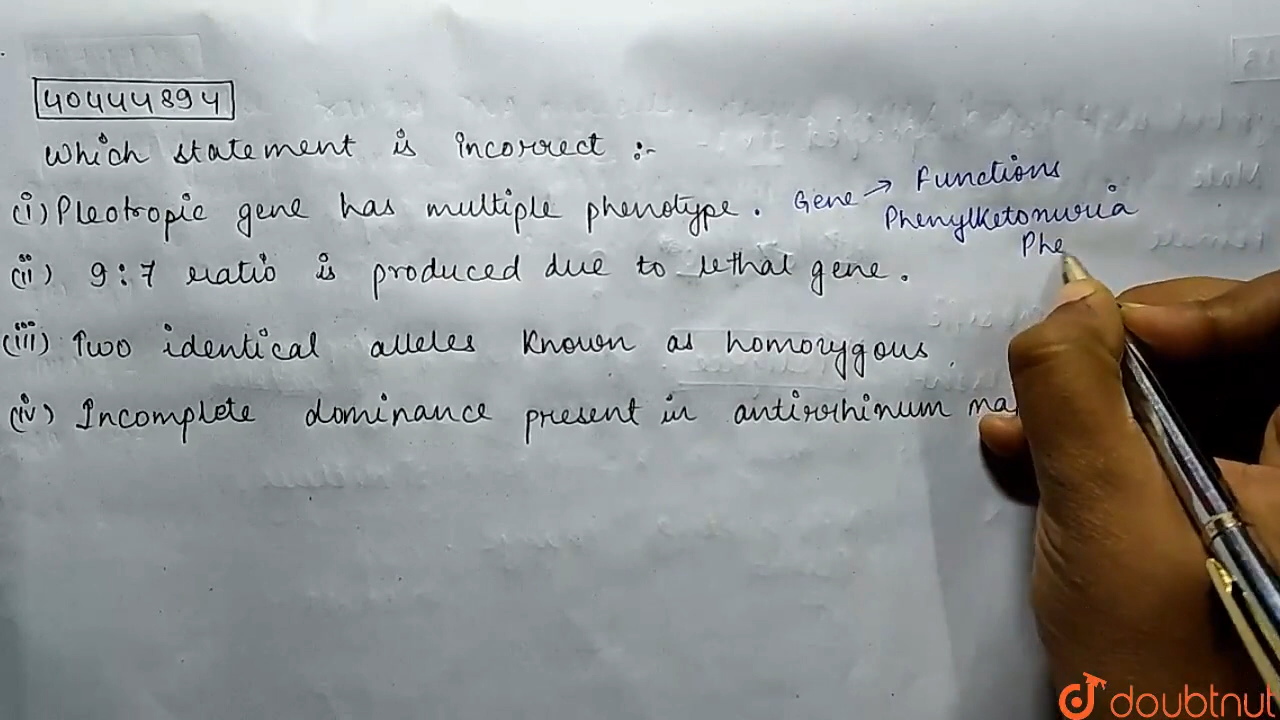 40444894
Which statement is incorrect :-
(i) Pleotropic gene has multiple phenotype. Gene → Functions
Phenylketonuria
Phe
(ii) 9:7 ratio is produced due to lethal gene.
(iii) Two identical alleles known as homozygous.
(iv) Incomplete dominance present in antirrhinum
doubtnut